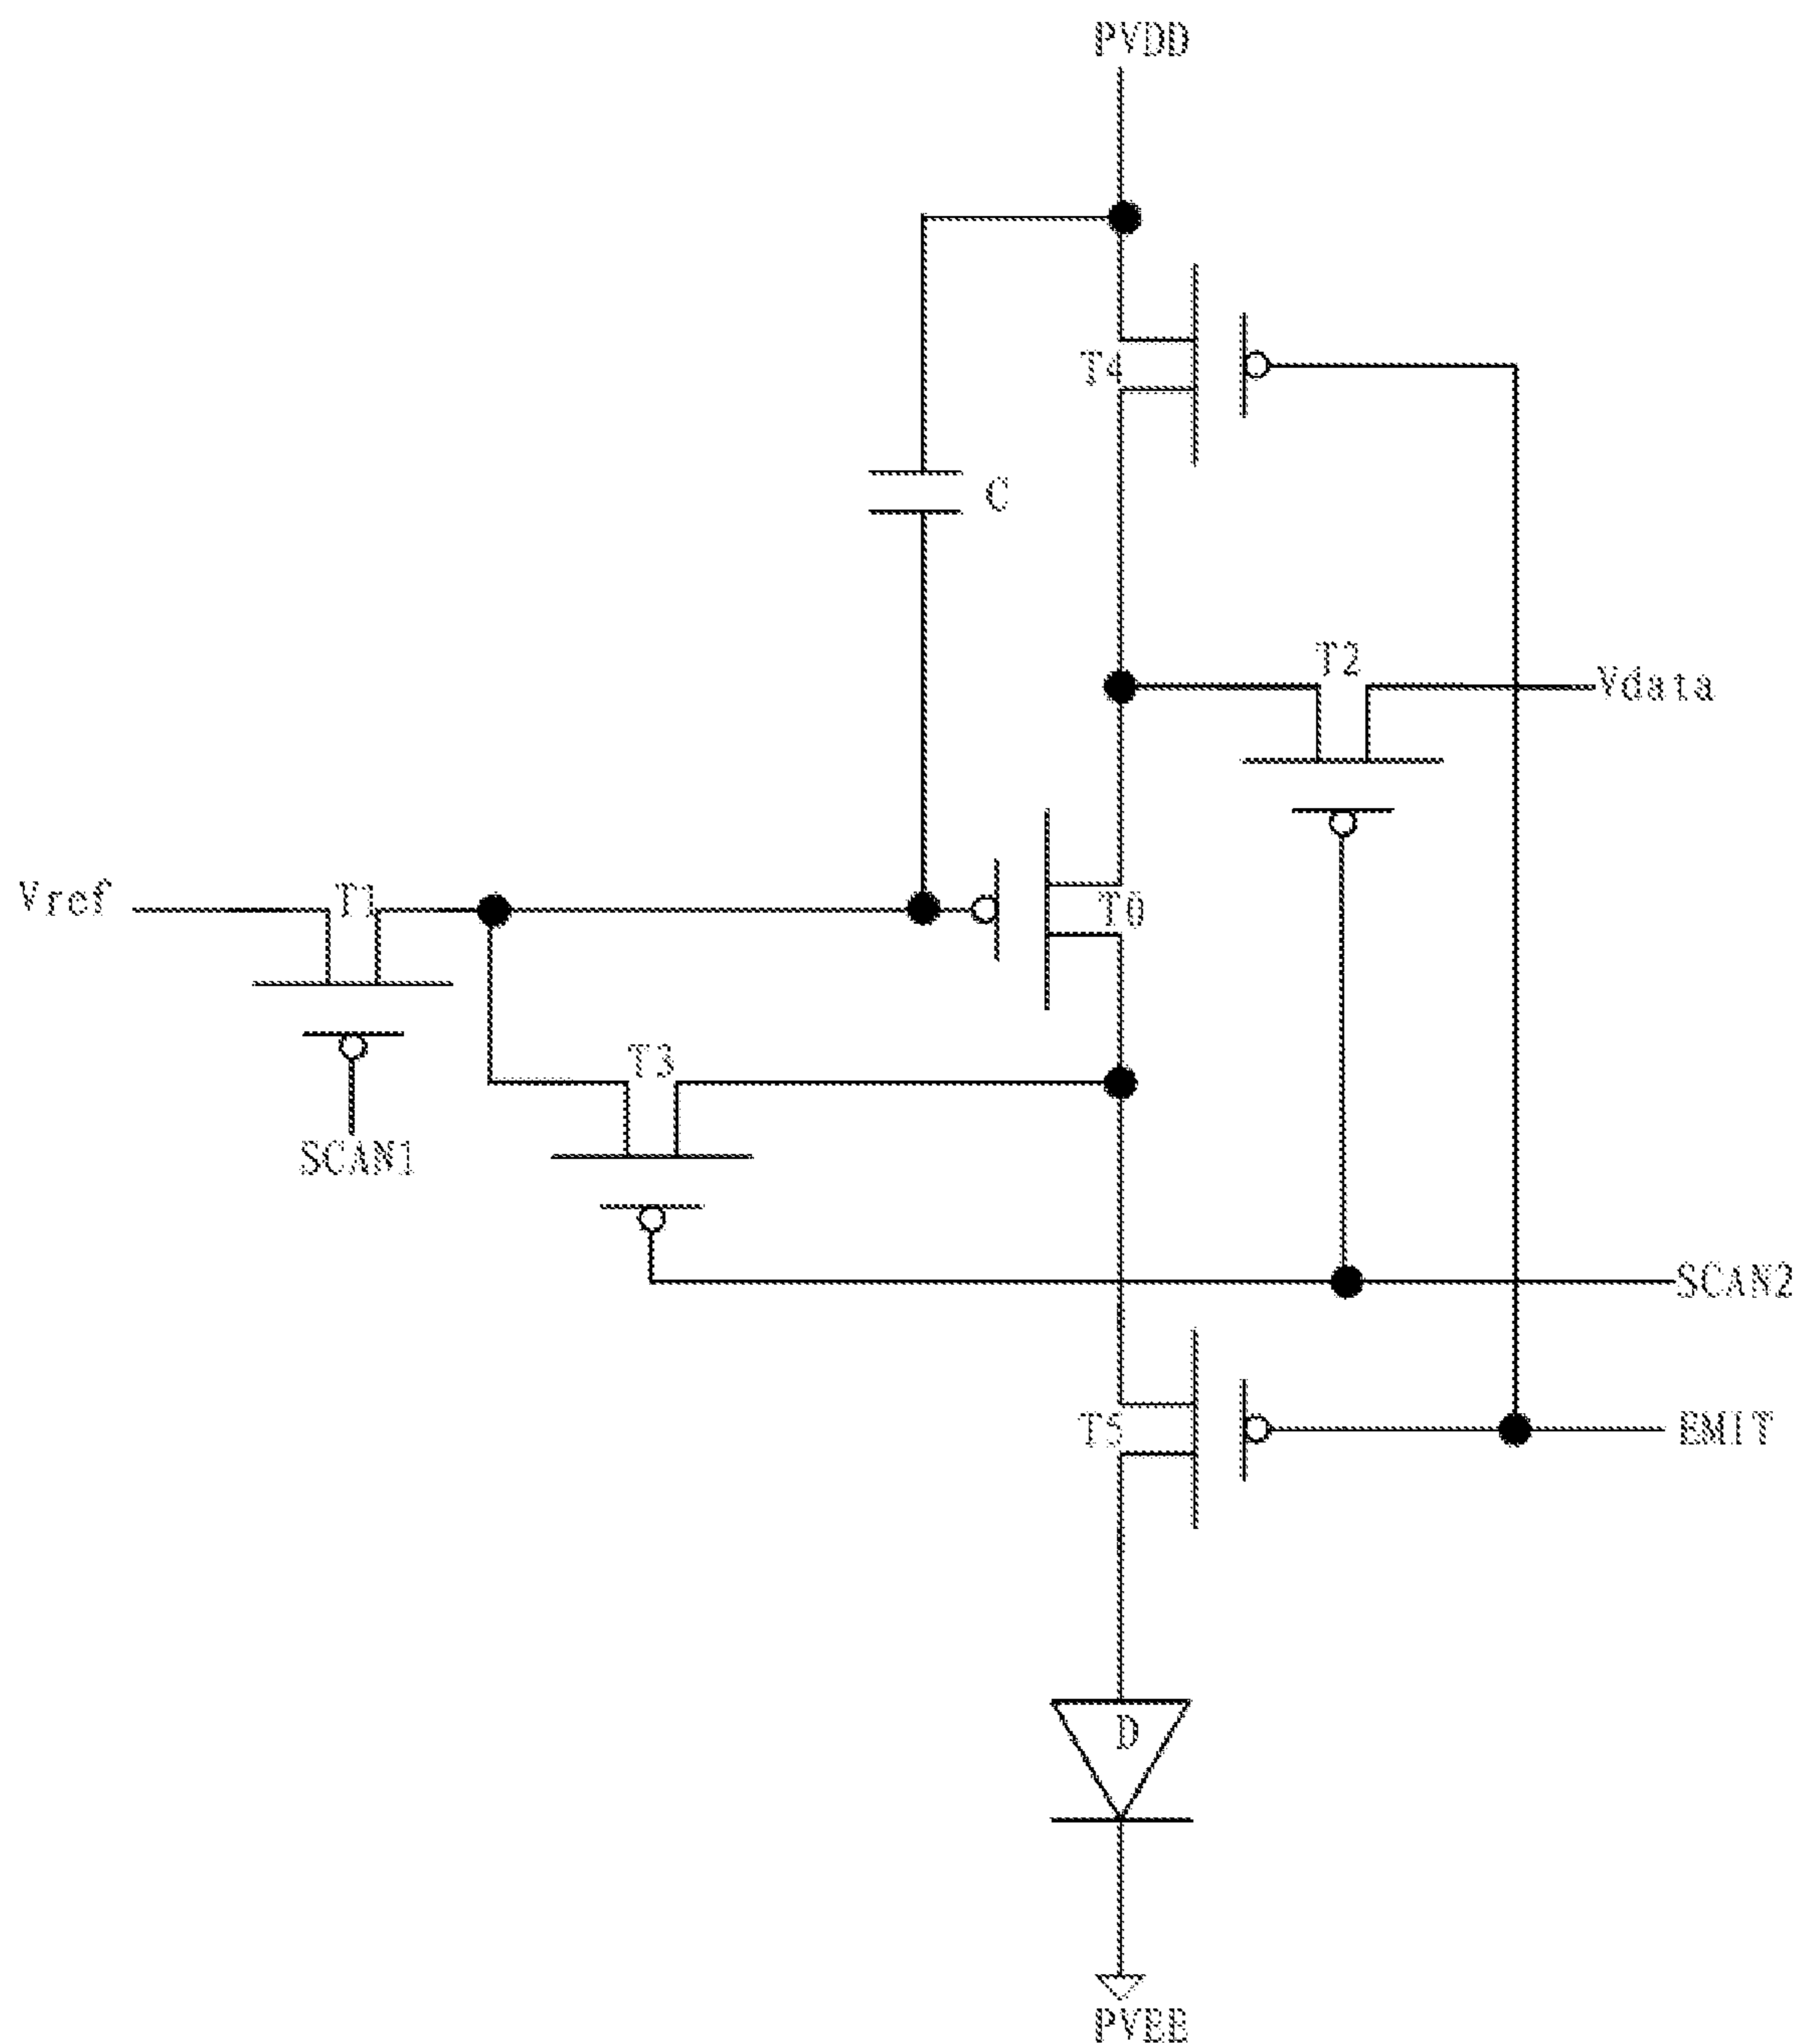 PVDD
T4
C
T2
Vdata
Vref
T1
T0
T3
SCAN1
SCAN2
T5
EMIT
D
PVEE